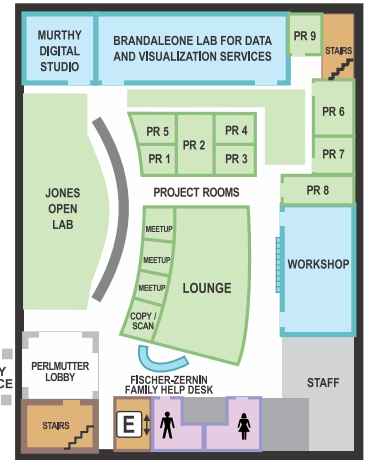 MURTHY
DIGITAL
STUDIO
BRANDALEONE LAB FOR DATA
AND VISUALIZATION SERVICES
PR 9
STAIRS
PR 5
PR 2
PR 4
PR 1
PR 3
PR 6
PR 7
PR 8
JONES
OPEN
LAB
PROJECT ROOMS
MEETUP
MEETUP
MEETUP
COPY /
SCAN
LOUNGE
WORKSHOP
PERLMUTTER
LOBBY
FISCHER-ZERNIN
FAMILY HELP DESK
STAFF
STAIRS
E